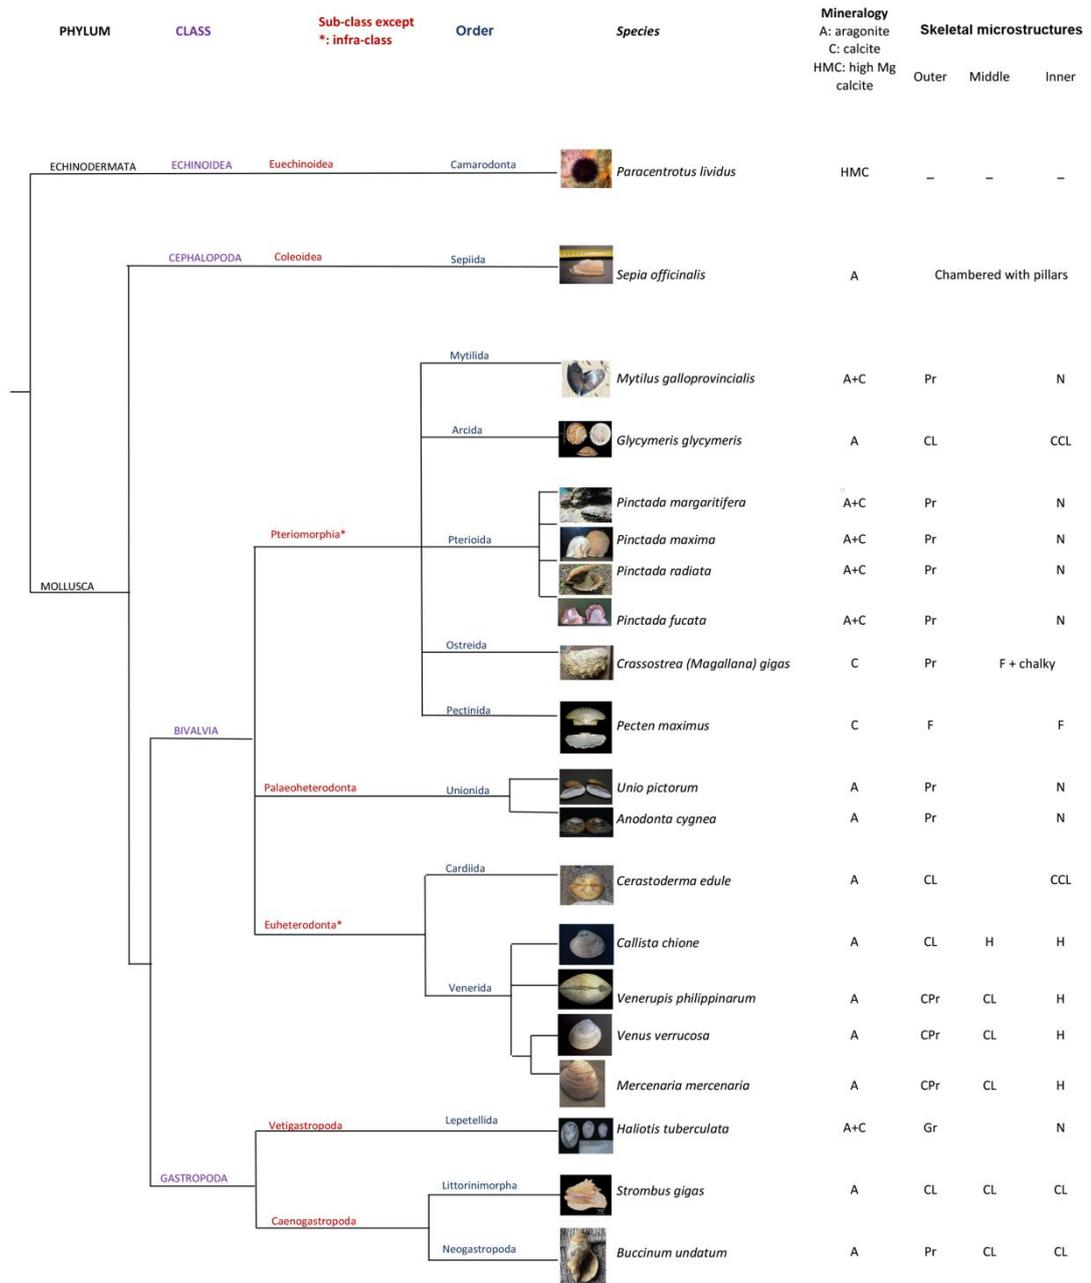 PHYLUM CLASS Sub-class except Order Species Mineralogy Skeletal microstructures
*: infra-class A: aragonite
C: calcite
HMC: high Mg Outer Middle Inner
calcite
ECHINODERMATA ECHINOIDEA Euechinoidea Camarodonta Paracentrotus lividus HMC _ _ _
CEPHALOPODA Coleoidea Sepiida Sepia officinalis A Chambered with pillars
Mytilida Mytilus galloprovincialis A+C Pr N
Arcida Glycymeris glycymeris A CL CCL
Pinctada margaritifera A+C Pr N
Pteriomorphia* Pterioida Pinctada maxima A+C Pr N
Pinctada radiata A+C Pr N
MOLLUSCA
Pinctada fucata A+C Pr N
Ostreida Crassostrea (Magallana) gigas C Pr F + chalky
Pectinida Pecten maximus C F F
BIVALVIA
Palaeoheterodonta Unionida Unio pictorum A Pr N
Anodonta cygnea A Pr N
Cardiida Cerastoderma edule A CL CCL
Euheterodonta*
Callista chione A CL H H
Venerida Venerupis philippinarum A CPr CL H
Venus verrucosa A CPr CL H
Mercenaria mercenaria A CPr CL H
Vetigastropoda Lepetellida Haliotis tuberculata A+C Gr N
GASTROPODA Littorinimorpha Strombus gigas A CL CL CL
Caenogastropoda
Neogastropoda Buccinum undatum A Pr CL CL